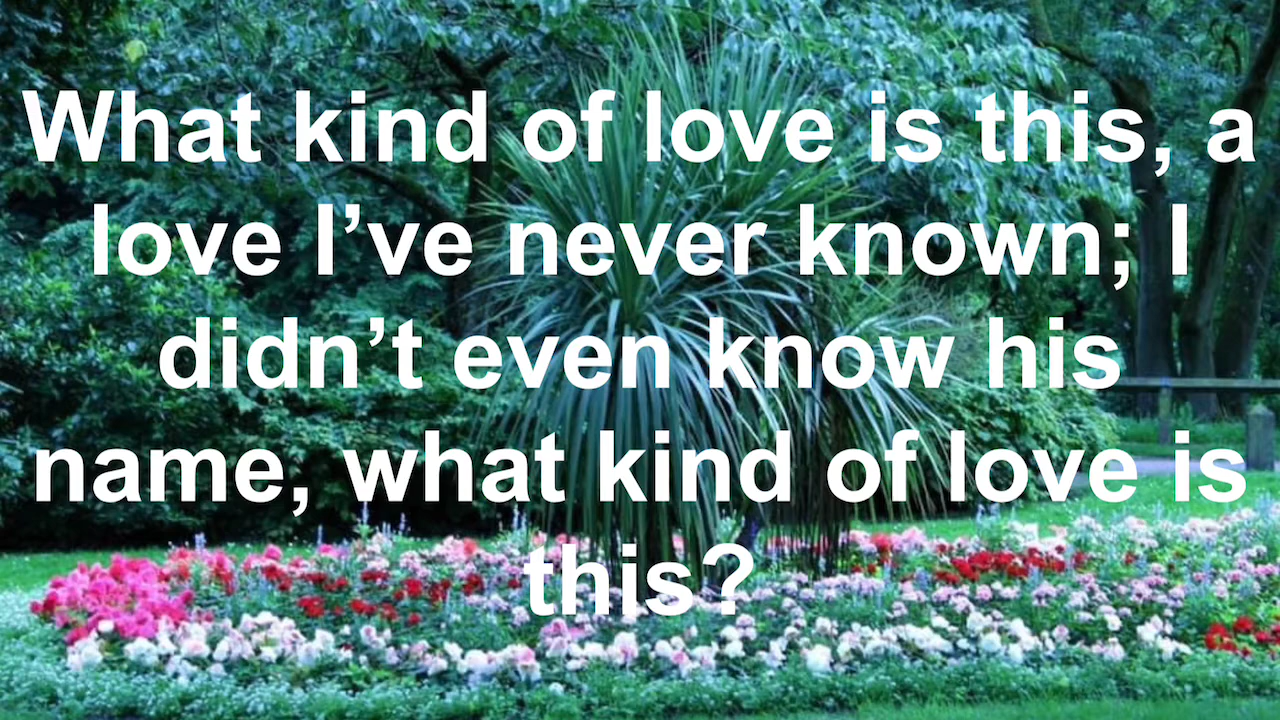 What kind of love is this, a
love I’ve never known; I
didn’t even know his
name, what kind of love is
this?